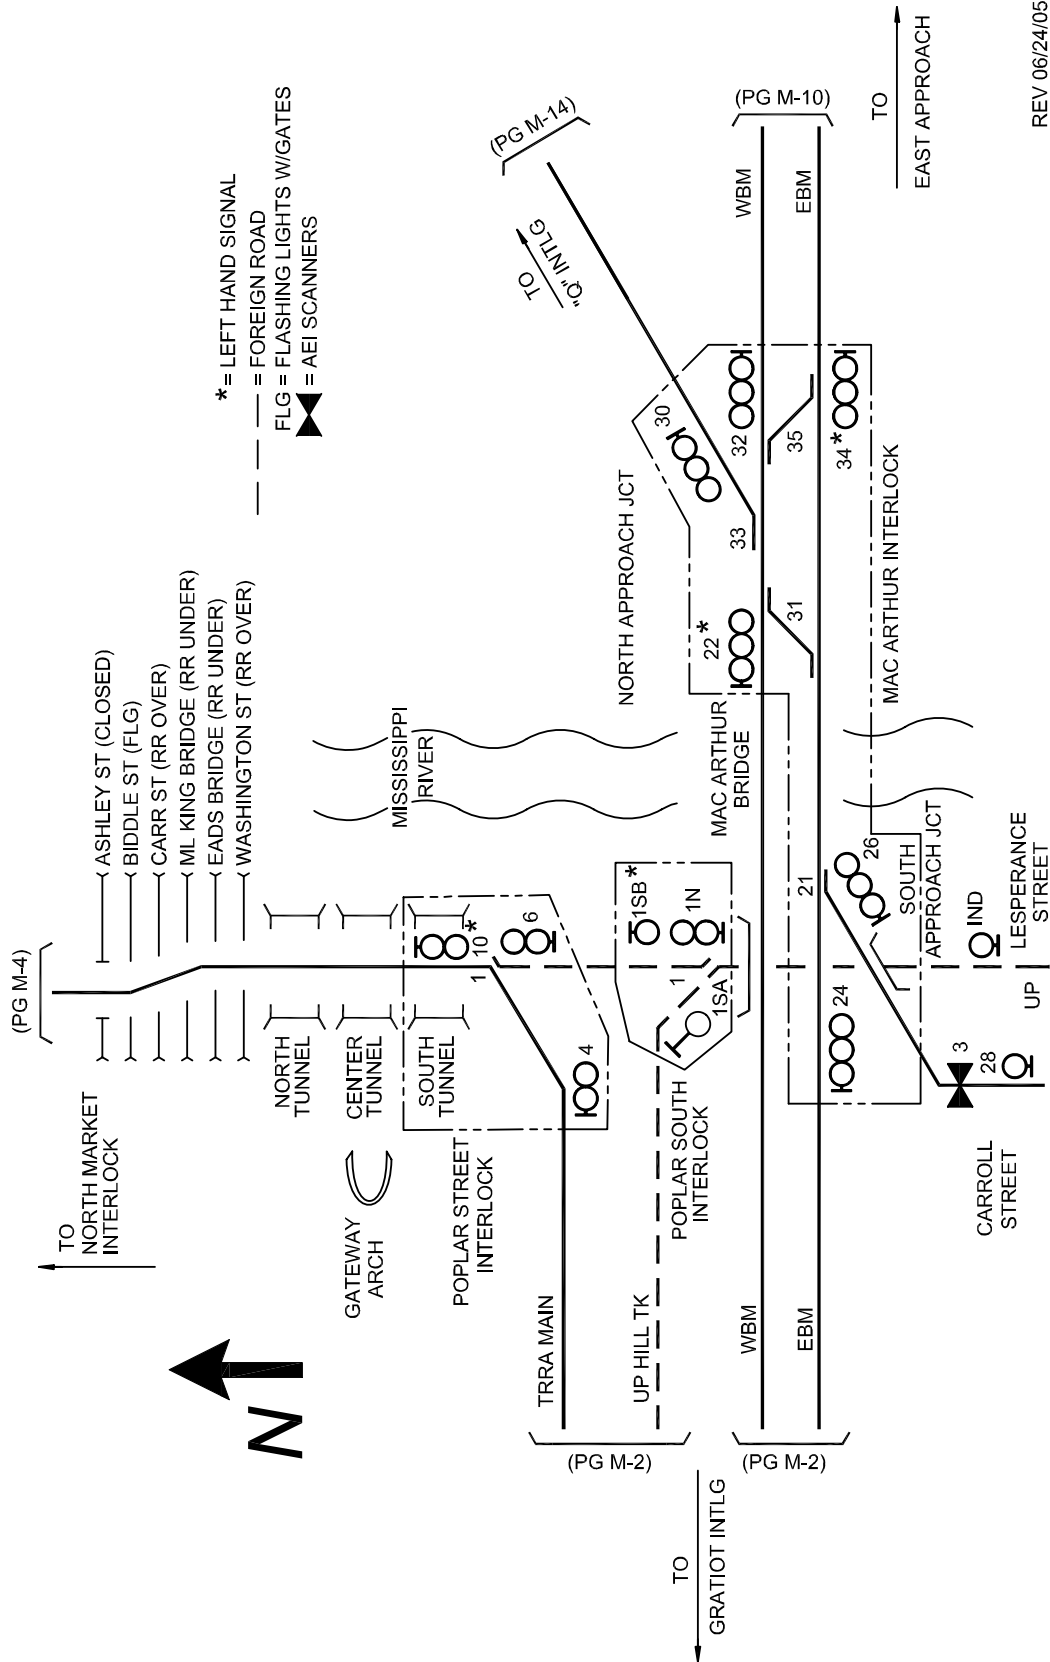 TO
NORTH MARKET
INTERLOCK
(PG M-4)
ASHLEY ST (CLOSED)
BIDDLE ST (FLG)
CARR ST (RR OVER)
ML KING BRIDGE (RR UNDER)
EADS BRIDGE (RR UNDER)
WASHINGTON ST (RR OVER)
*= LEFT HAND SIGNAL
= FOREIGN ROAD
FLG = FLASHING LIGHTS W/GATES
= AEI SCANNERS
N
NORTH
TUNNEL
CENTER
TUNNEL
SOUTH
TUNNEL
GATEWAY
ARCH
MISSISSIPPI
RIVER
POPLAR STREET
INTERLOCK
10 *
1
6
4
TRRA MAIN
UP HILL TK
(PG M-2)
1SB *
1N
1
1SA
POPLAR SOUTH
INTERLOCK
(PG M-14)
TO
"Q" INTLG
NORTH APPROACH JCT
30
22 *
33
32
31
35
34 *
MAC ARTHUR
BRIDGE
MAC ARTHUR INTERLOCK
WBM
EBM
(PG M-10)
WBM
EBM
(PG M-2)
TO
GRATIOT INTLG
TO
EAST APPROACH
21
26
24
SOUTH
APPROACH JCT
3
28
IND
UP
LESPERANCE
STREET
CARROLL
STREET
REV 06/24/05